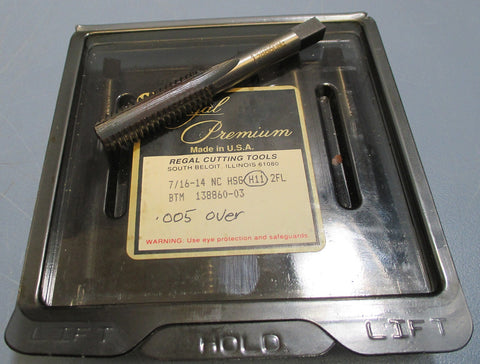 Regal
Premium
Made in U.S.A.
REGAL CUTTING TOOLS
SOUTH BELOIT, ILLINOIS 61080
7/16-14 NC HSG H11 2FL
BTM 138860-03
.005 over
WARNING: Use eye protection and safeguards
LIFT HOLD LIFT